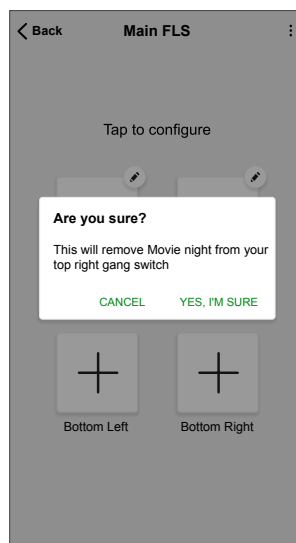 Back Main FLS
Tap to configure
Are you sure?
This will remove Movie night from your
top right gang switch
CANCEL YES, I'M SURE
Bottom Left Bottom Right